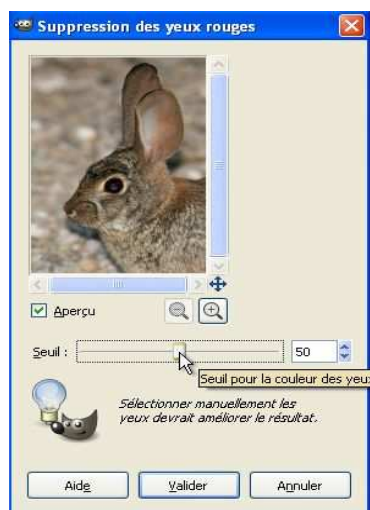 Suppression des yeux rouges
Aperçu
Seuil :
50
Seuil pour la couleur des yeu
Sélectionner manuellement les
yeux devrait améliorer le résultat.
Aide
Valider
Annuler